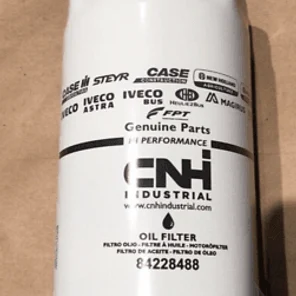 CASE IH STEYR CASE CONSTRUCTION NEW HOLLAND AGRICULTURE
IVECO IVECO ASTRA IVECO BUS HEULIEZBUS MAGIRUS
FPT
Genuine Parts
HI PERFORMANCE
CNH
INDUSTRIAL
www.cnhindustrial.com
OIL FILTER
FILTRO OLIO - FILTRE À HUILE - MOTORÖLFILTER
FILTRO DE ACEITE - FILTRO DE ÓLEO
84228488